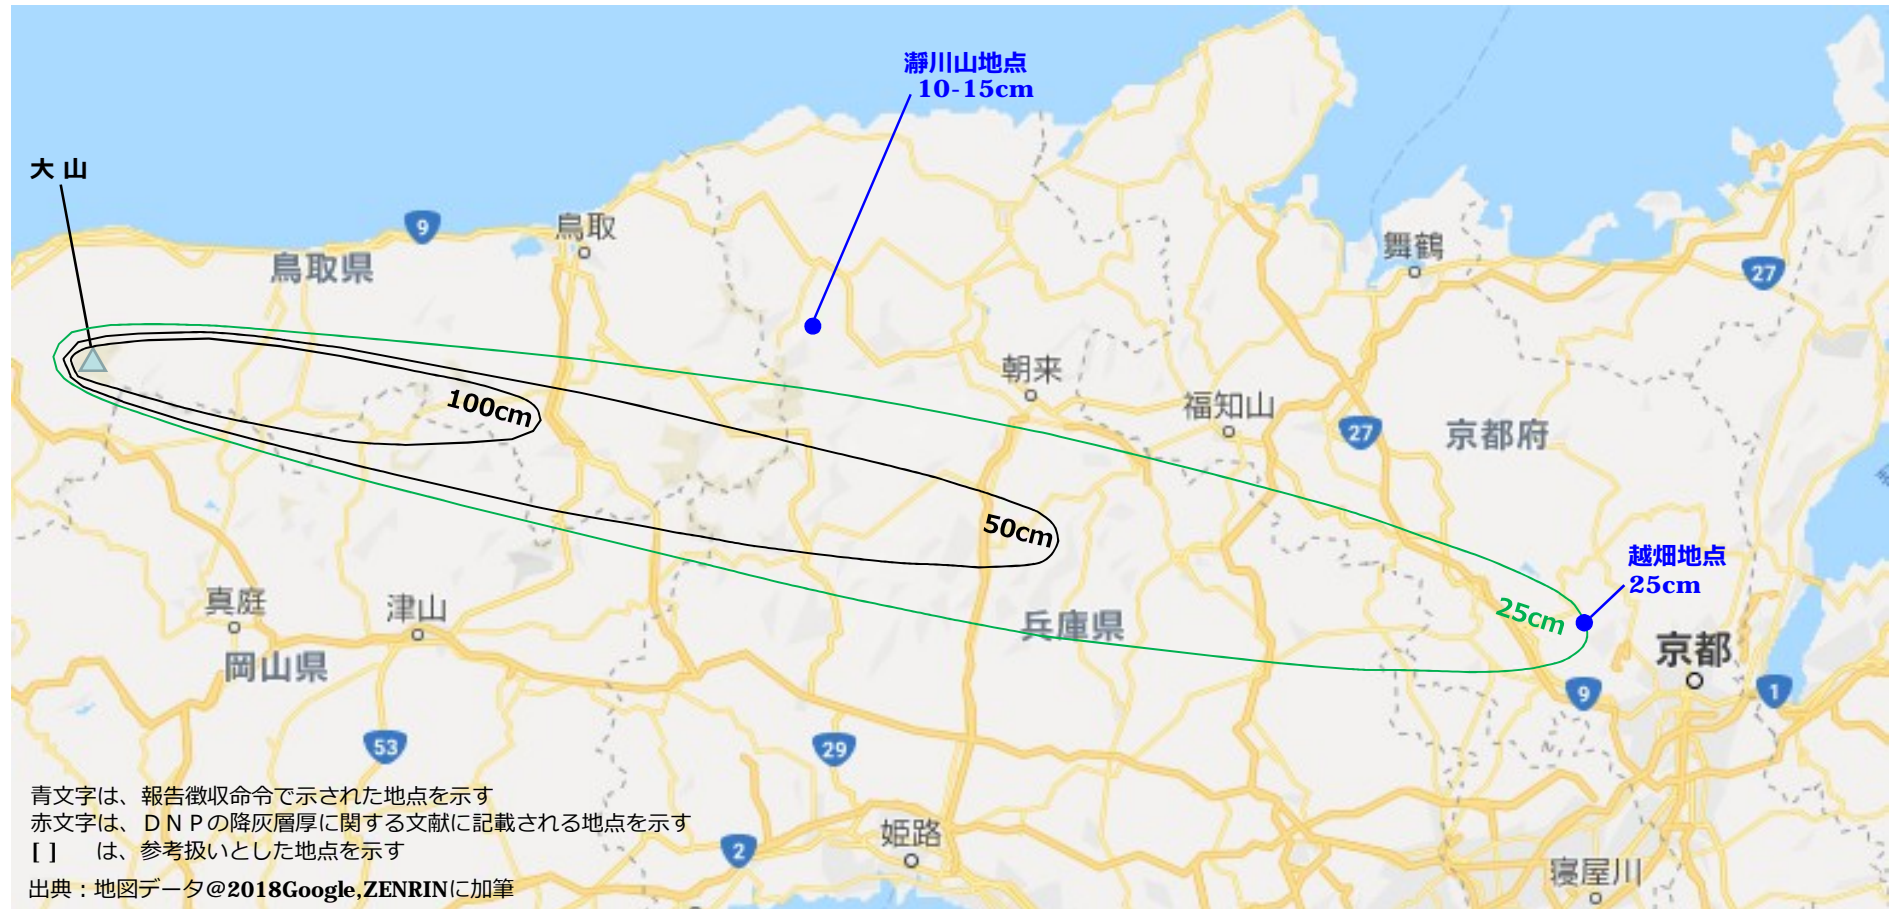 瀞川山地点
10-15cm
大山
9
鳥取
鳥取県
舞鶴
27
朝来
福知山
100cm
27
京都府
50cm
越畑地点
25cm
25cm
真庭
津山
兵庫県
京都
岡山県
9
1
53
29
青文字は、報告徴収命令で示された地点を示す
赤文字は、ＤＮＰの降灰層厚に関する文献に記載される地点を示す
[ ]　は、参考扱いとした地点を示す
2
姫路
寝屋川
出典：地図データ@2018Google,ZENRINに加筆